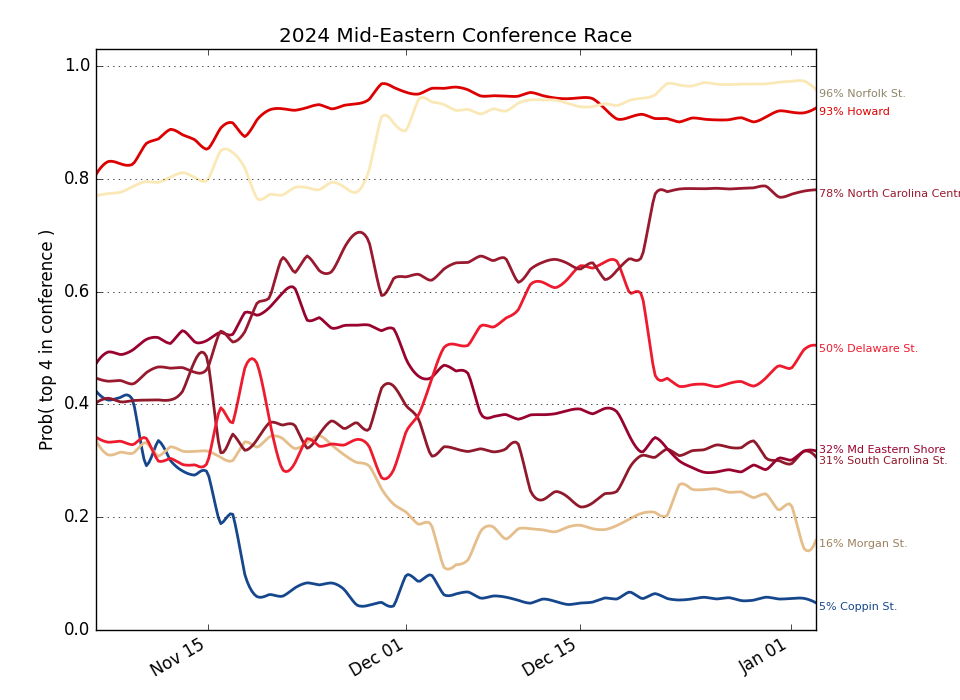 2024 Mid-Eastern Conference Race
Prob( top 4 in conference )
1.0
0.8
0.6
0.4
0.2
0.0
Nov 15
Dec 01
Dec 15
Jan 01
96% Norfolk St.
93% Howard
78% North Carolina Centr
50% Delaware St.
32% Md Eastern Shore
31% South Carolina St.
16% Morgan St.
5% Coppin St.